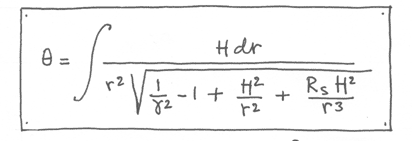 θ = ∫ H dr / (r² √(1/γ² - 1 + H²/r² + R_s H²/r³))